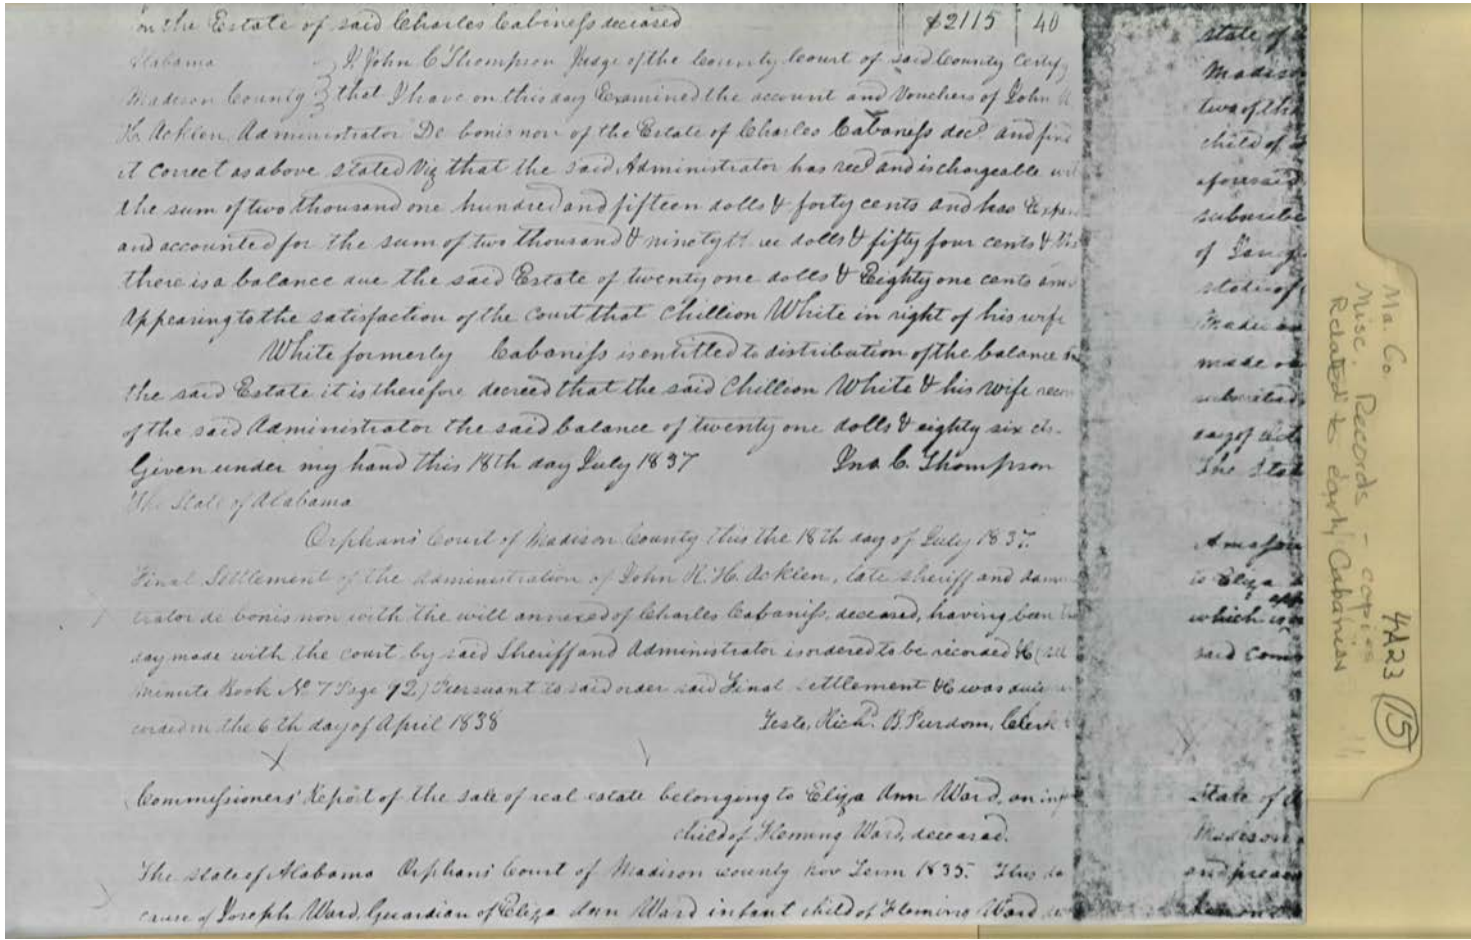 in the Estate of said Charles Cabiness deceased $2115 40
Alabama } I John C Thompson Judge of the County Court of said County Certify
Madison County } that I have on this day Examined the account and Vouchers of John
H. Acklen Administrator De bonis non of the Estate of Charles Cabaness decd. and find
it correct as above stated Viz that the said Administrator has recd and is chargeable
the sum of two thousand one hundred and fifteen dolls & forty cents and has
and accounted for the sum of two thousand & ninety three dolls & fifty four cents &
there is a balance due the said Estate of twenty one dolls & Eighty one cents
Appearing to the satisfaction of the Court that Chillion White in right of his wife
White formerly Cabaniss is entitled to distribution of the balance
the said Estate it is therefore decreed that the said Chillion White & his wife
of the said Administrator the said balance of twenty one dolls & eighty six cts.
Given under my hand this 18th day July 1837 Jno. C. Thompson
The State of Alabama
Orphans' Court of Madison County this the 18th day of July 1837.
Final Settlement of the administration of John R. H. Acklen, late sheriff and
trator de bonis non with the will annexed of Charles Cabaniss, deceased, having been
day made with the court by said Sheriff and Administrator is ordered to be recorded &c
Minute Book No 7 Page 92) Pursuant to said order said Final settlement &c was
corded on the 6th day of April 1838 Teste, Richd. B. Purdom, Clerk
Commissioners' Report of the sale of real estate belonging to Eliza Ann Ward, an
child of Fleming Ward, deceased.
The state of Alabama Orphans' Court of Madison county Nov Term 1835. This
cause of Joseph Ward, Guardian of Eliza Ann Ward infant child of Fleming Ward
state of
Madison
two of
child of
aforesaid
of
made
day of
The
is Eliza
which
said
State of
Madison
Ma. Co. Records - copies
Misc.
Related to early Cabaniss
4A23 (15)